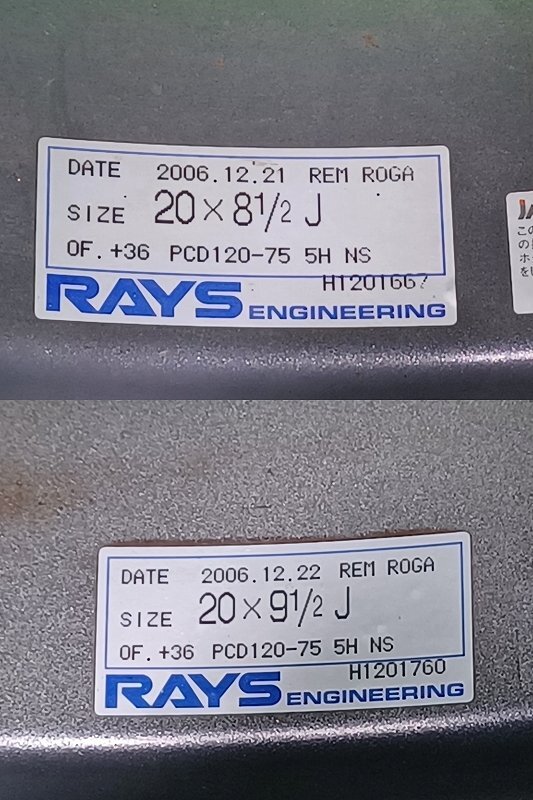 DATE 2006.12.21 REM ROGA
SIZE 20×8½ J
OF.+36 PCD120-75 5H NS
RAYS ENGINEERING
DATE 2006.12.22 REM ROGA
SIZE 20×9½ J
OF.+36 PCD120-75 5H NS
H1201760
RAYS ENGINEERING